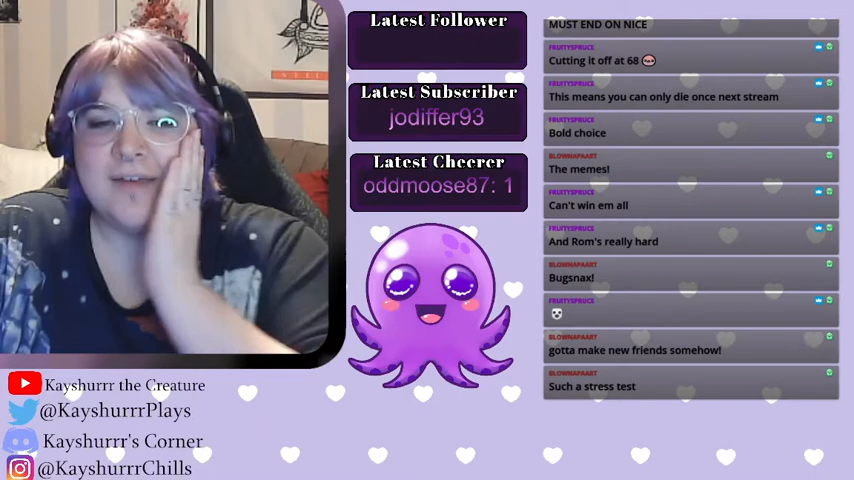 Latest Follower
Latest Subscriber
jodiffer93
Latest Cheerer
oddmoose87: 1
MUST END ON NICE
FRUITYSPRUCE
Cutting it off at 68
FRUITYSPRUCE
This means you can only die once next stream
FRUITYSPRUCE
Bold choice
BLOWNAPAART
The memes!
FRUITYSPRUCE
Can't win em all
FRUITYSPRUCE
And Rom's really hard
BLOWNAPAART
Bugsnax!
FRUITYSPRUCE
BLOWNAPAART
gotta make new friends somehow!
BLOWNAPAART
Such a stress test
Kayshurrr the Creature
@KayshurrrPlays
Kayshurrr's Corner
@KayshurrrChills